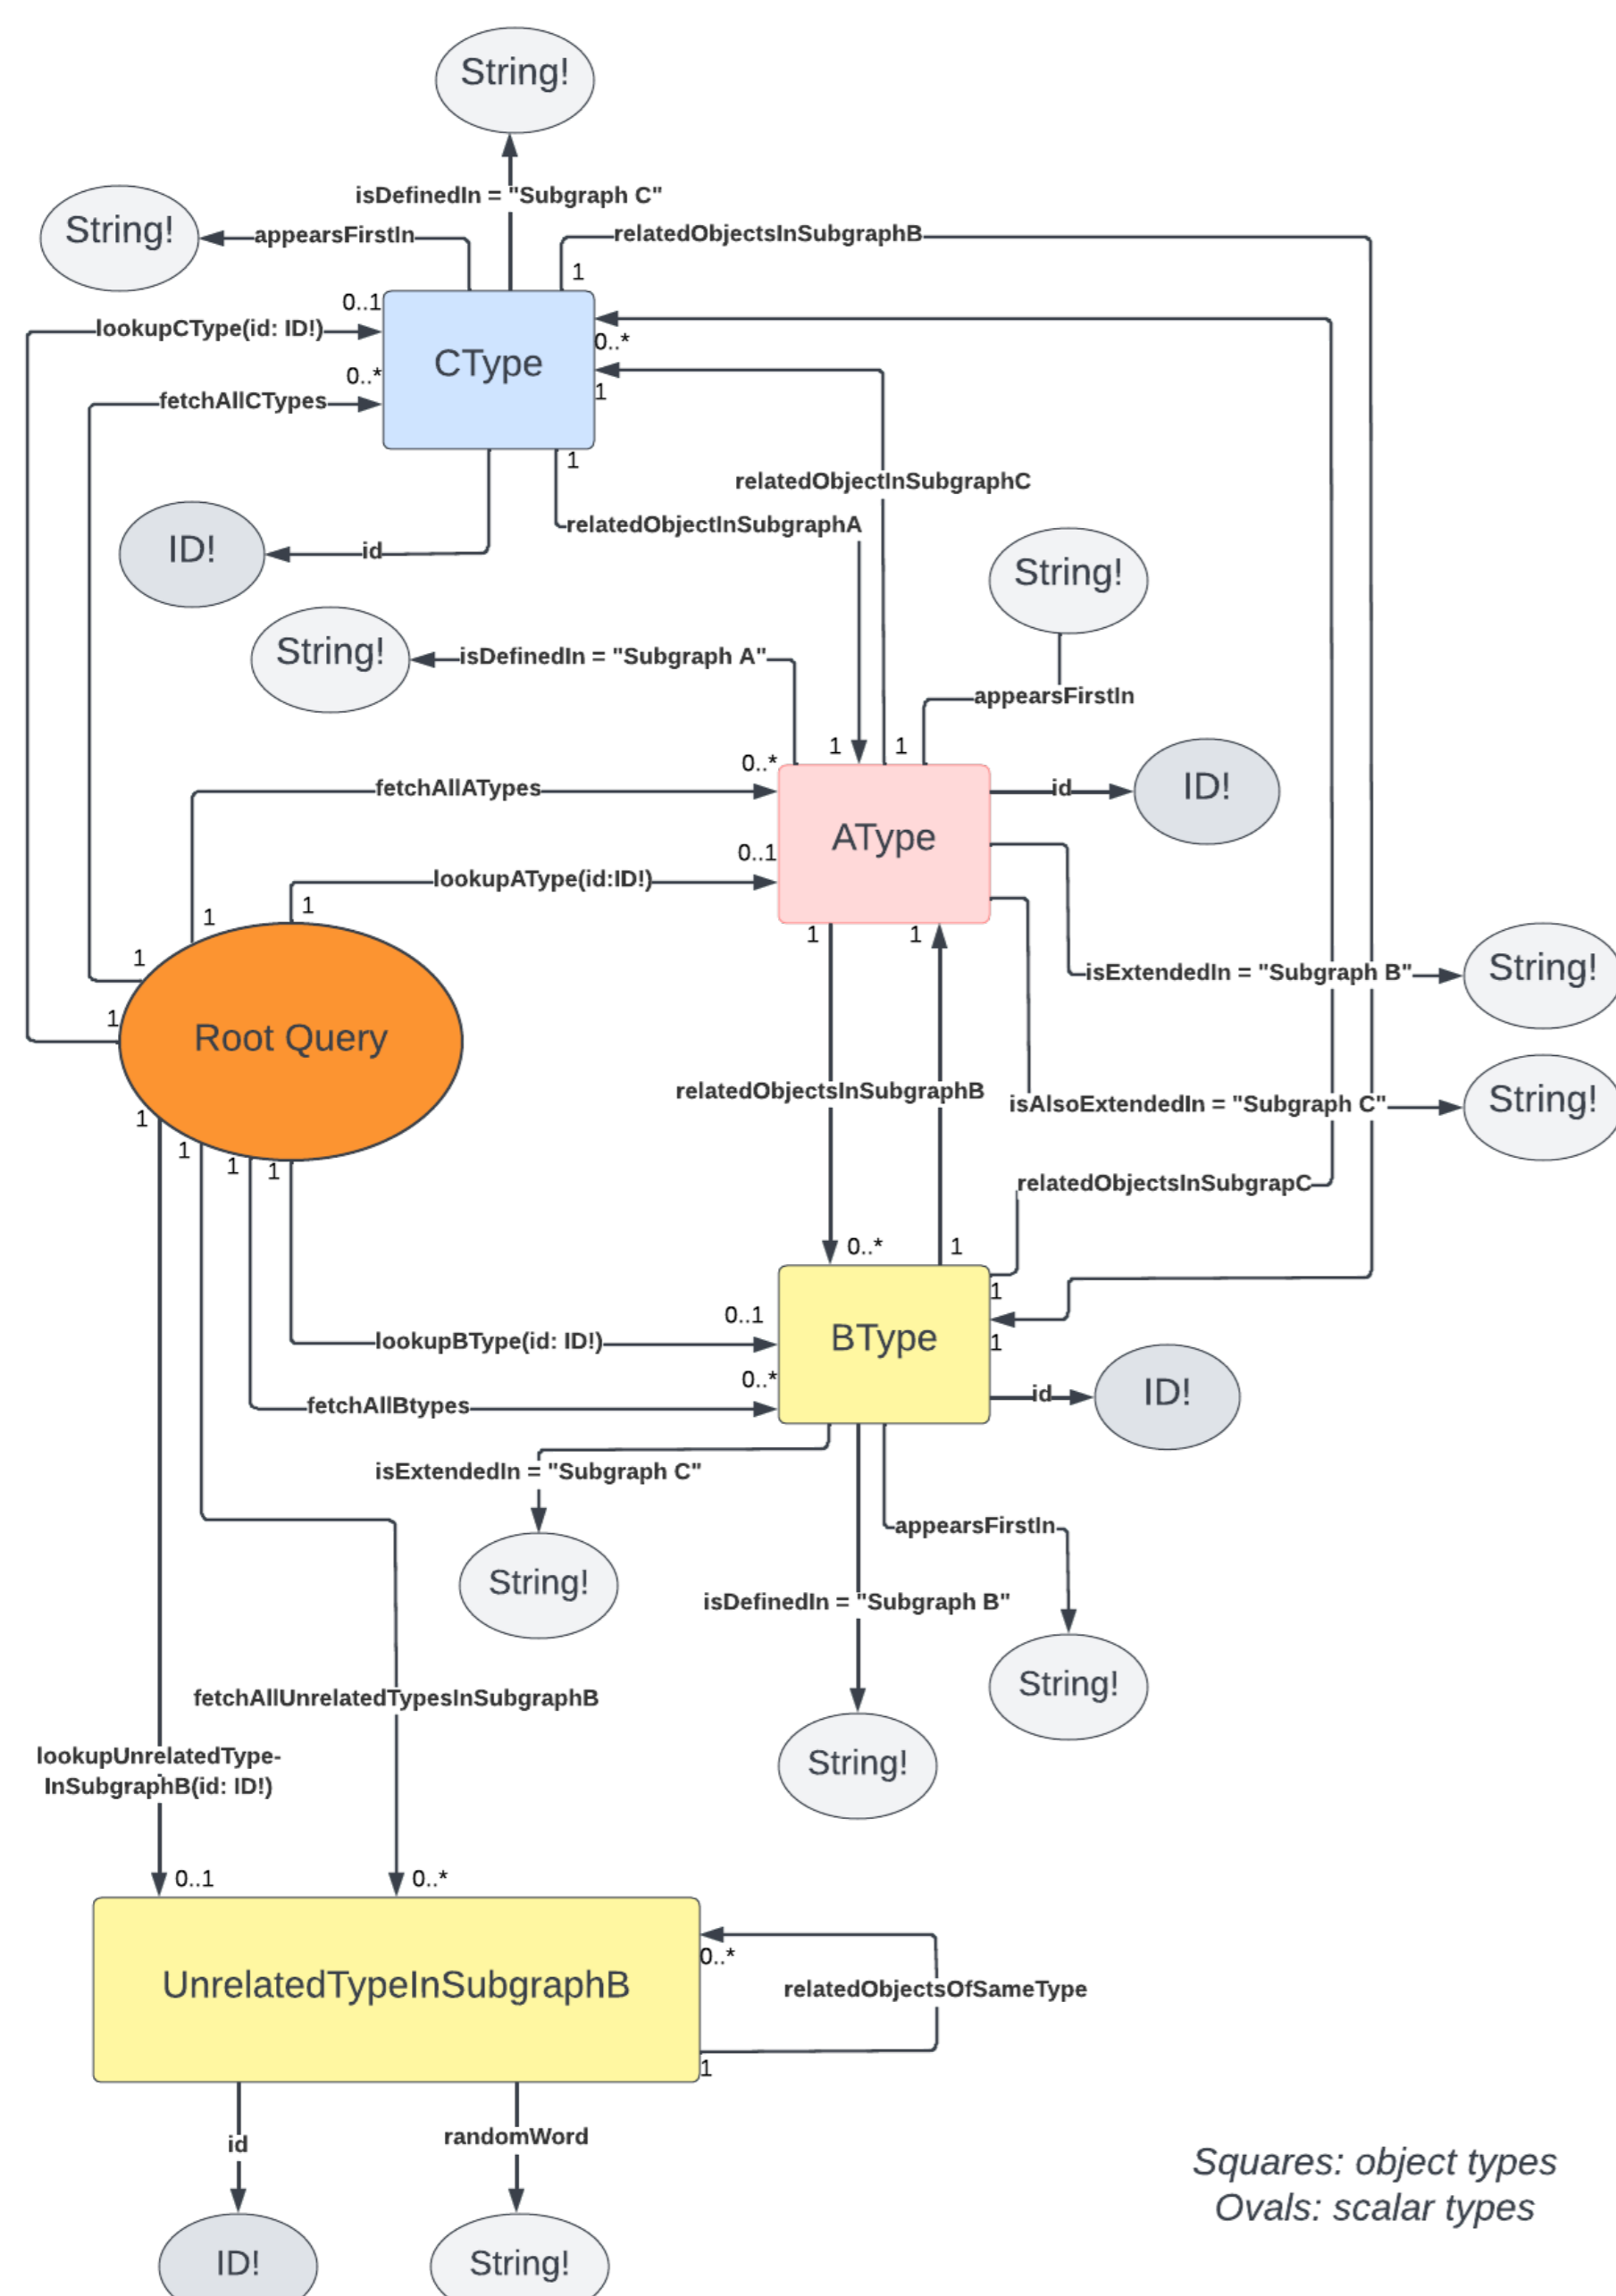 String!
isDefinedIn = "Subgraph C"
String!
appearsFirstIn
relatedObjectsInSubgraphB
1
0..1
lookupCType(id: ID!)
0..*
CType
0..*
fetchAllCTypes
1
1
relatedObjectInSubgraphC
relatedObjectInSubgraphA
ID!
id
String!
String!
isDefinedIn = "Subgraph A"
appearsFirstIn
1
1
0..*
fetchAllATypes
id
ID!
AType
0..1
lookupAType(id:ID!)
1
1
1
1
1
isExtendedIn = "Subgraph B"
String!
1
Root Query
relatedObjectsInSubgraphB
isAlsoExtendedIn = "Subgraph C"
String!
1
1
1
1
relatedObjectsInSubgrapC
0..*
1
1
0..1
lookupBType(id: ID!)
BType
1
0..*
fetchAllBtypes
id
ID!
isExtendedIn = "Subgraph C"
appearsFirstIn
String!
isDefinedIn = "Subgraph B"
String!
fetchAllUnrelatedTypesInSubgraphB
lookupUnrelatedType-
InSubgraphB(id: ID!)
String!
0..1
0..*
0..*
UnrelatedTypeInSubgraphB
relatedObjectsOfSameType
1
id
randomWord
Squares: object types
Ovals: scalar types
ID!
String!